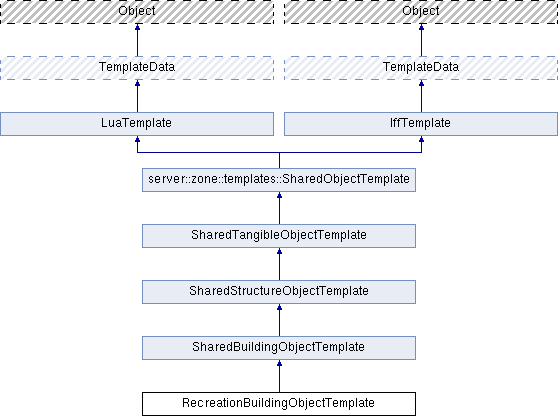 Object
Object
TemplateData
TemplateData
LuaTemplate
IffTemplate
server::zone::templates::SharedObjectTemplate
SharedTangibleObjectTemplate
SharedStructureObjectTemplate
SharedBuildingObjectTemplate
RecreationBuildingObjectTemplate